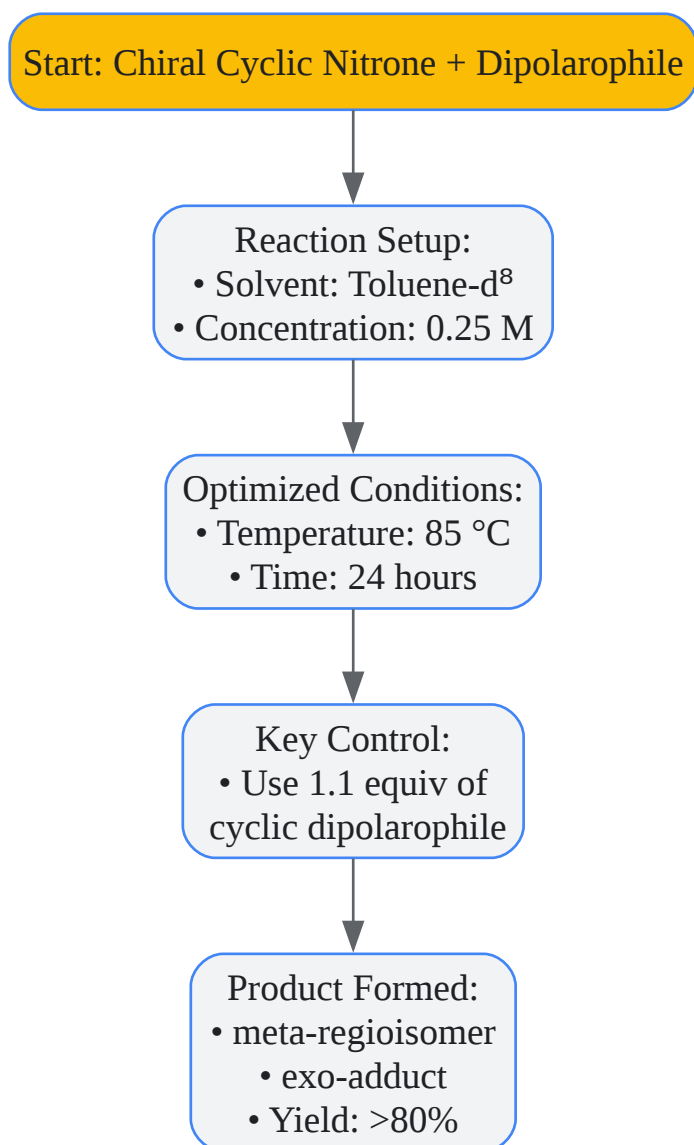 Start: Chiral Cyclic Nitrone + Dipolarophile
Reaction Setup:
• Solvent: Toluene-d⁸
• Concentration: 0.25 M
Optimized Conditions:
• Temperature: 85 °C
• Time: 24 hours
Key Control:
• Use 1.1 equiv of
cyclic dipolarophile
Product Formed:
• meta-regioisomer
• exo-adduct
• Yield: >80%